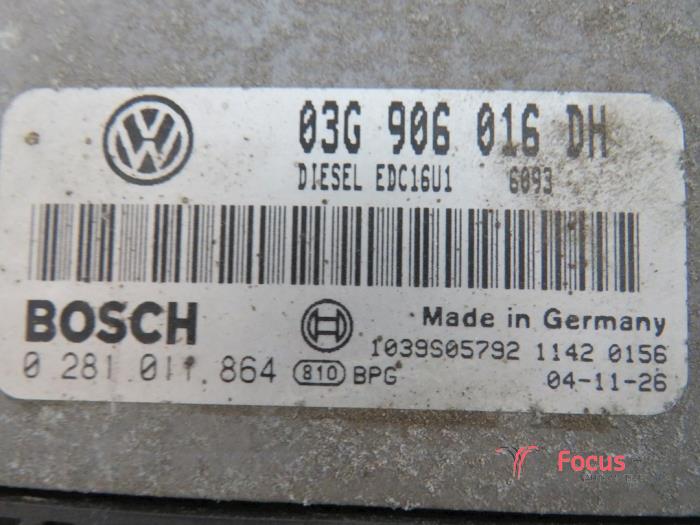 03G 906 016 DH
DIESEL EDC16U1 6093
BOSCH
Made in Germany
1039S05792 1142 0156
0 281 011 864 810 BPG
04-11-26
Focus